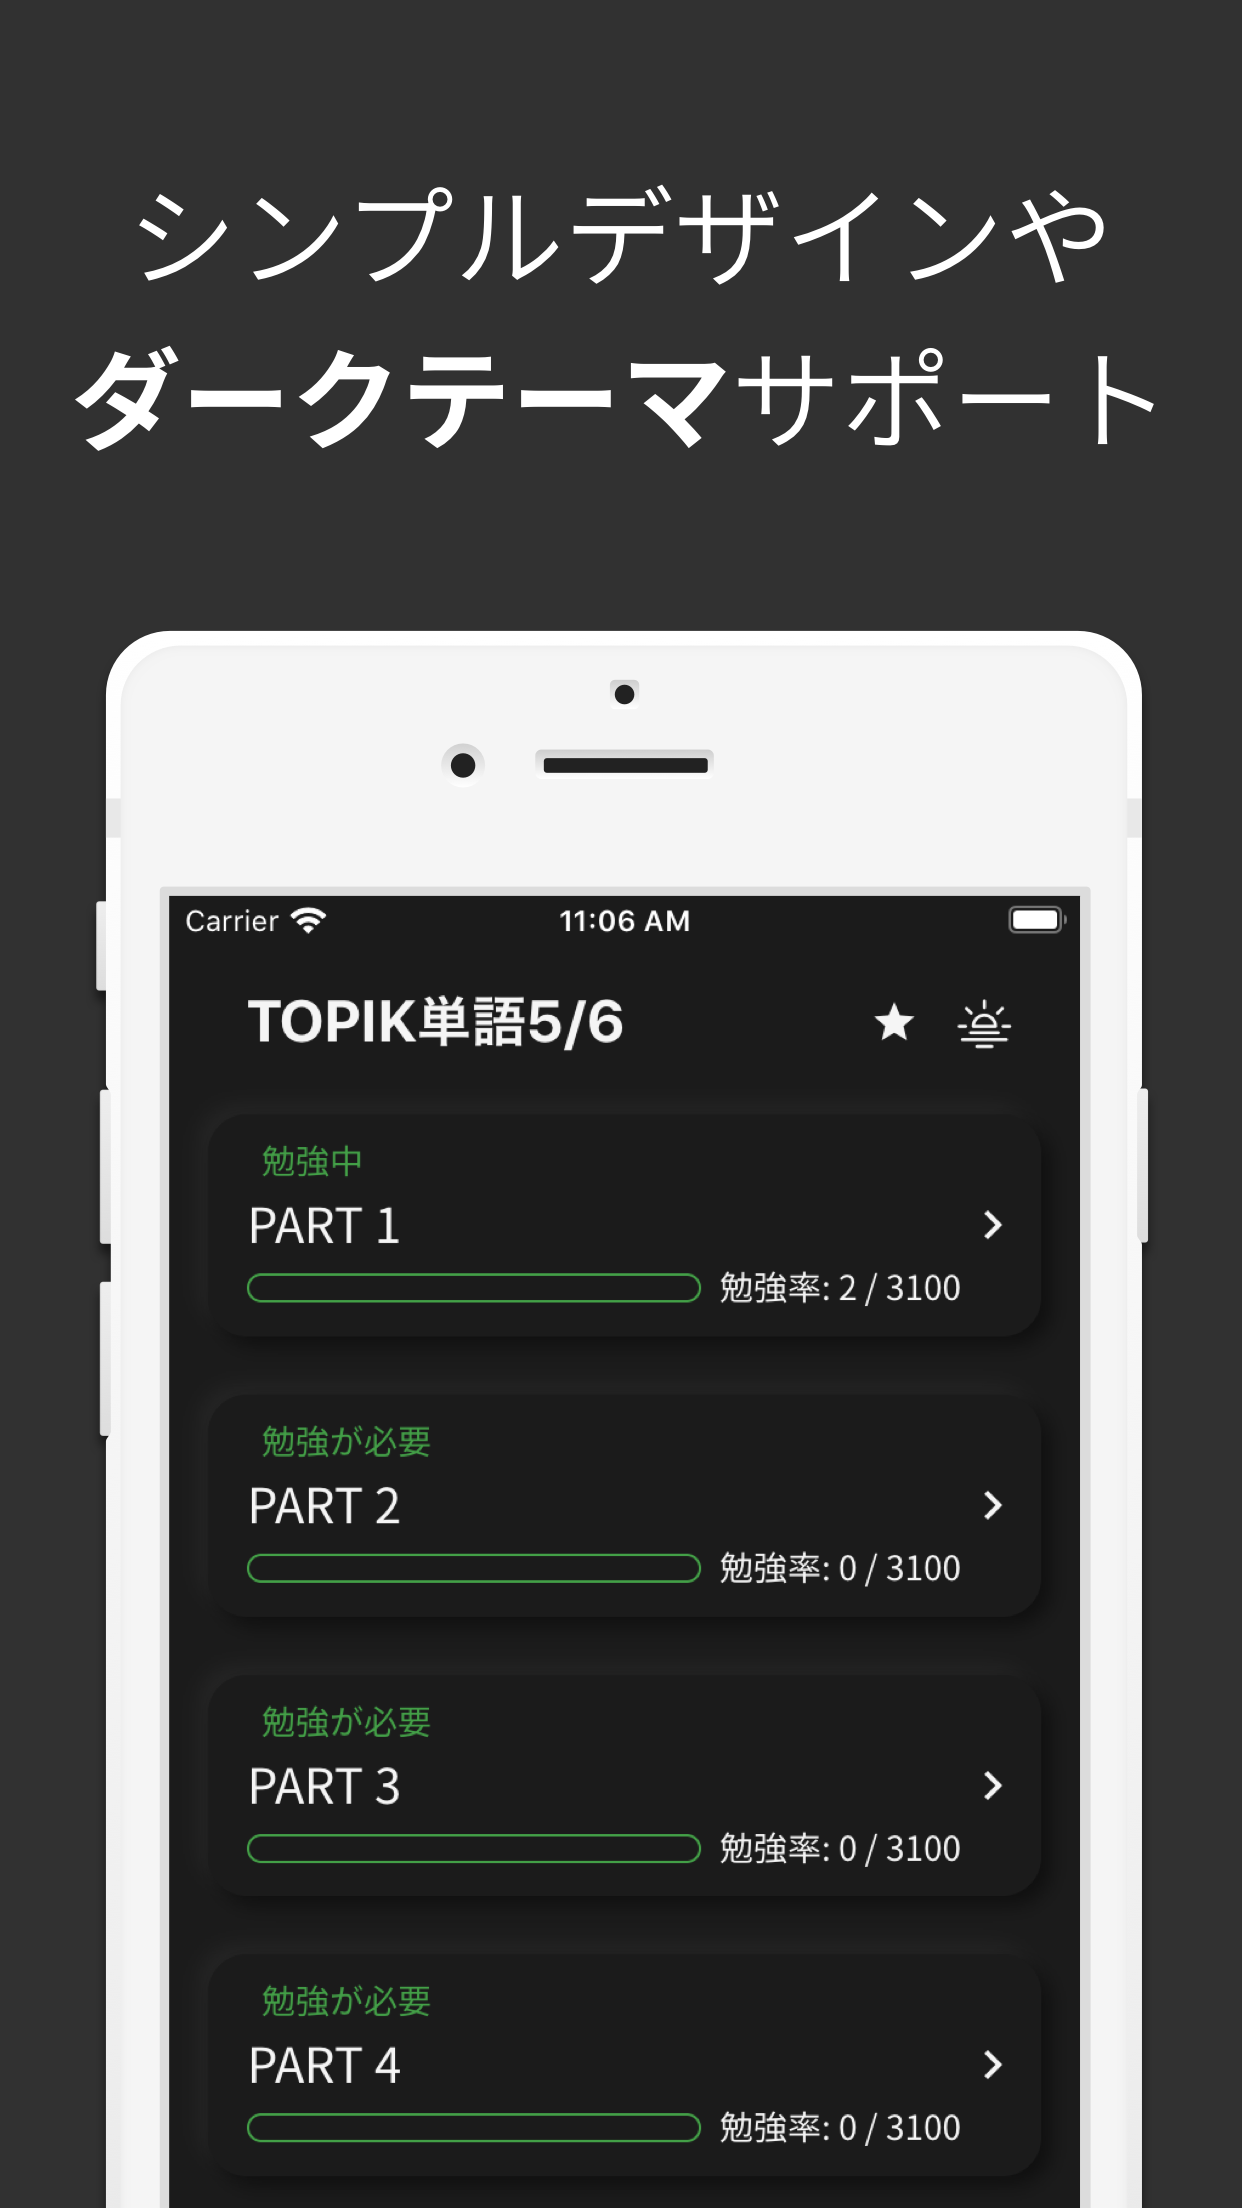 シンプルデザインや
ダークテーマサポート
Carrier 11:06 AM
TOPIK単語5/6
勉強中
PART 1
勉強率: 2 / 3100
勉強が必要
PART 2
勉強率: 0 / 3100
勉強が必要
PART 3
勉強率: 0 / 3100
勉強が必要
PART 4
勉強率: 0 / 3100